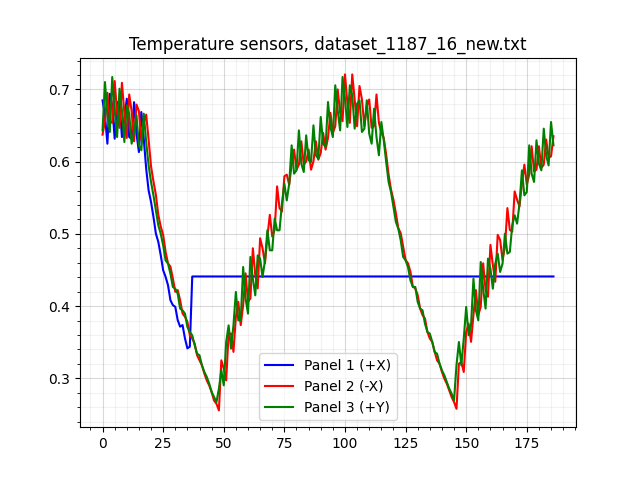 Temperature sensors, dataset_1187_16_new.txt
0.7
0.6
0.5
0.4
0.3
Panel 1 (+X)
Panel 2 (-X)
Panel 3 (+Y)
0 25 50 75 100 125 150 175